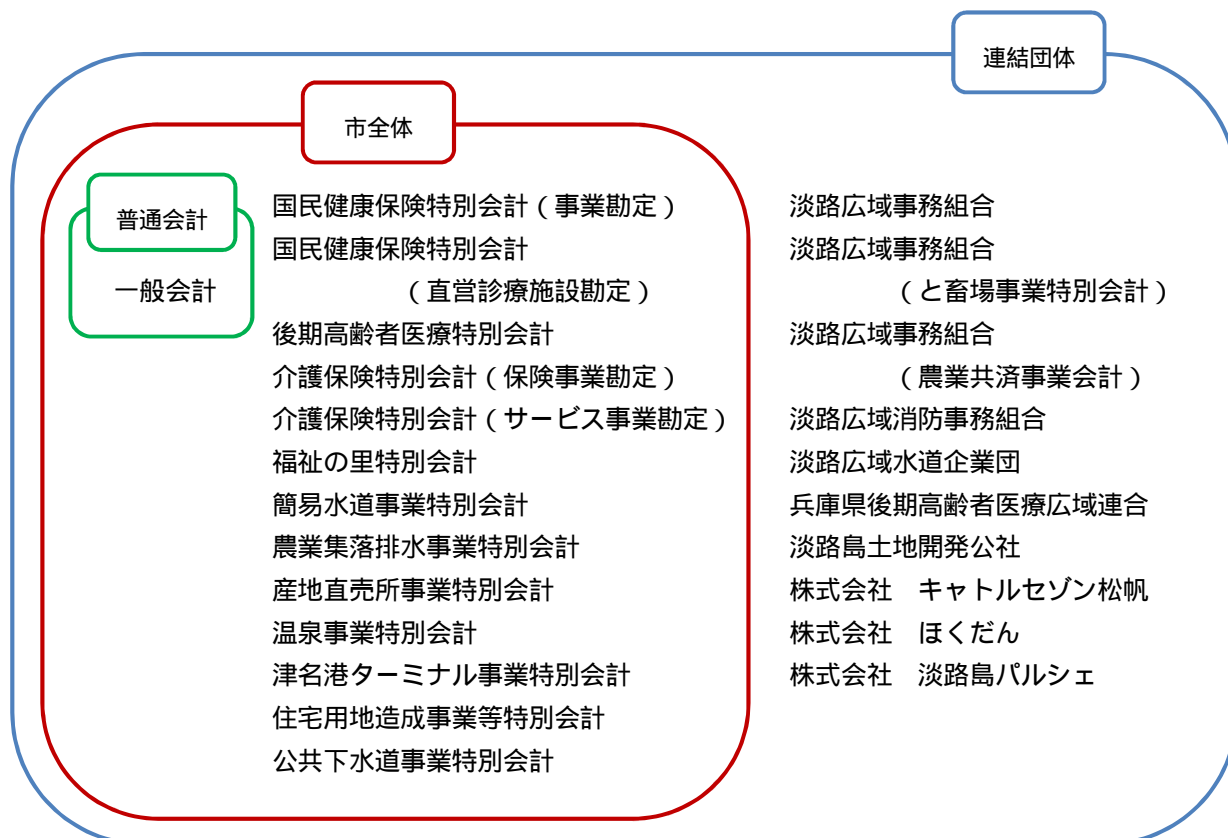 連結団体
市全体
普通会計
一般会計
国民健康保険特別会計（事業勘定）
国民健康保険特別会計
（直営診療施設勘定）
後期高齢者医療特別会計
介護保険特別会計（保険事業勘定）
介護保険特別会計（サービス事業勘定）
福祉の里特別会計
簡易水道事業特別会計
農業集落排水事業特別会計
産地直売所事業特別会計
温泉事業特別会計
津名港ターミナル事業特別会計
住宅用地造成事業等特別会計
公共下水道事業特別会計
淡路広域事務組合
淡路広域事務組合
（と畜場事業特別会計）
淡路広域事務組合
（農業共済事業会計）
淡路広域消防事務組合
淡路広域水道企業団
兵庫県後期高齢者医療広域連合
淡路島土地開発公社
株式会社　キャトルセゾン松帆
株式会社　ほくだん
株式会社　淡路島パルシェ